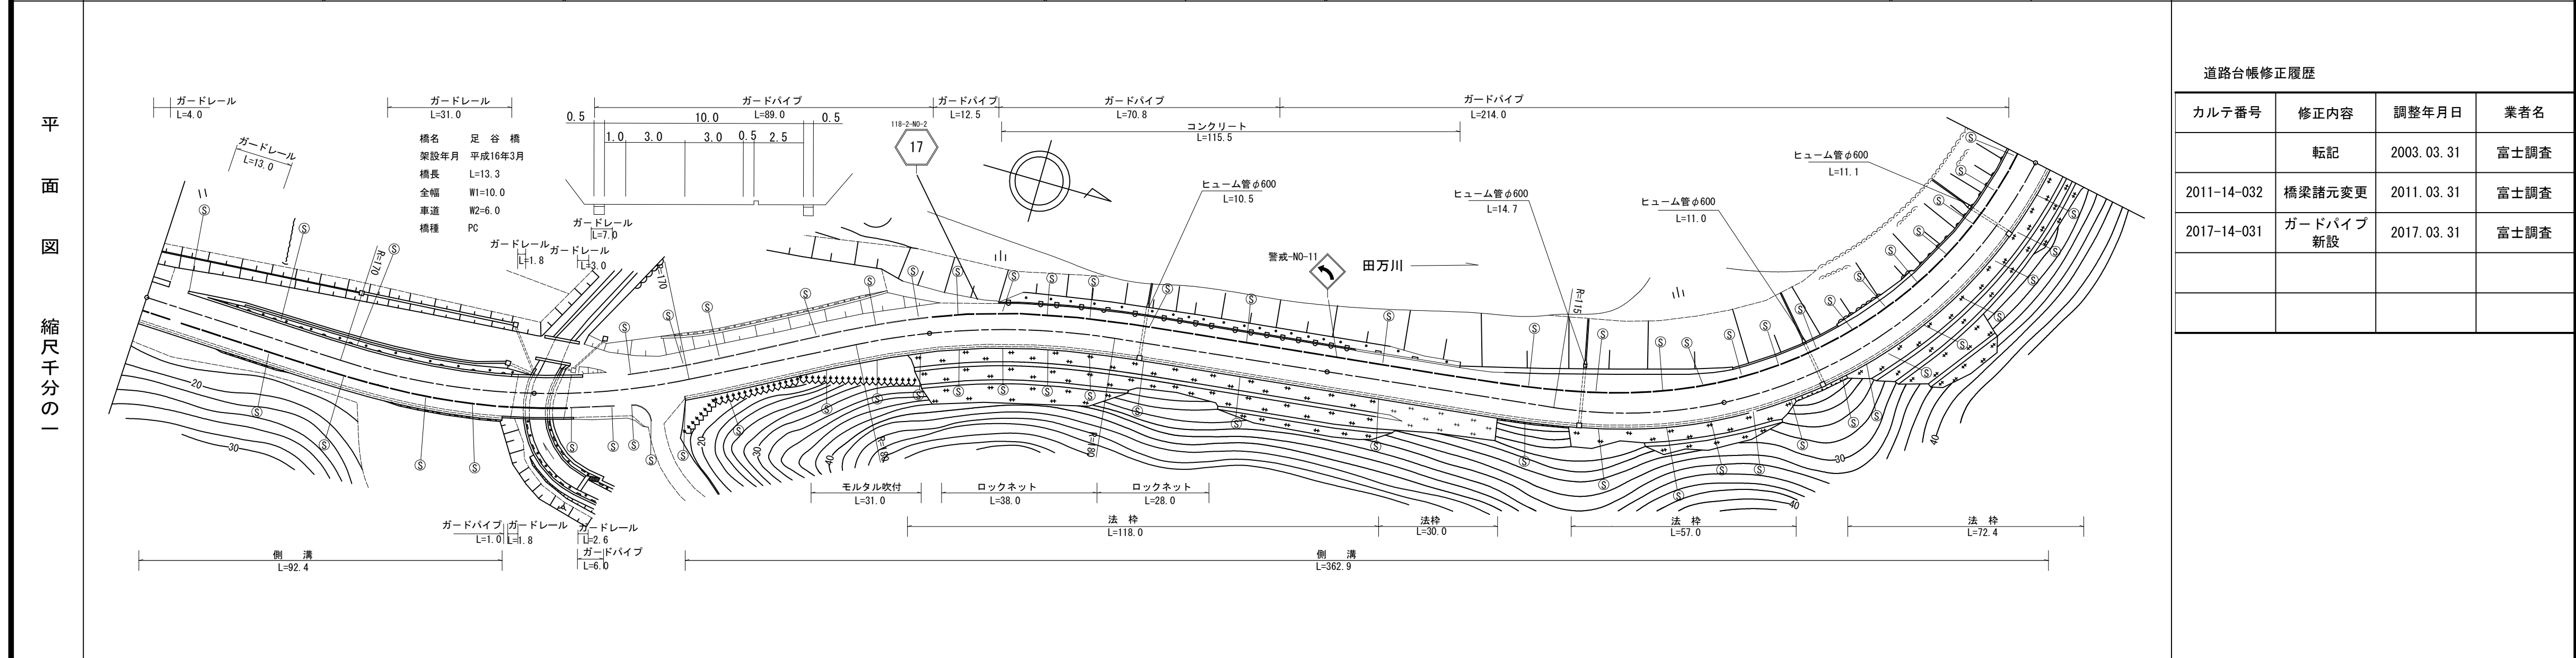 平面図 縮尺千分の一
ガードレール
L=4.0
ガードレール
L=13.0
ガードレール
L=31.0
橋名 足谷橋
架設年月 平成16年3月
橋長 L=13.3
全幅 W1=10.0
車道 W2=6.0
橋種 PC
ガードパイプ
L=89.0
0.5 10.0 0.5
1.0 3.0 3.0 0.5 2.5
ガードレール
L=7.0
ガードレール
L=1.8
ガードレール
L=3.0
118-2-NO-2
17
ガードパイプ
L=12.5
ガードパイプ
L=70.8
コンクリート
L=115.5
ガードパイプ
L=214.0
ヒューム管φ600
L=10.5
ヒューム管φ600
L=14.7
ヒューム管φ600
L=11.0
ヒューム管φ600
L=11.1
警戒-NO-11
田万川
R=170
R=170
R=115
R=180
R=180
20
30
20
30
40
30
40
40
モルタル吹付
L=31.0
ロックネット
L=38.0
ロックネット
L=28.0
法枠
L=118.0
法枠
L=30.0
法枠
L=57.0
法枠
L=72.4
ガードパイプ
L=1.0
ガードレール
L=1.8
ガードレール
L=2.6
ガードパイプ
L=6.0
側溝
L=92.4
側溝
L=362.9
道路台帳修正履歴
カルテ番号 修正内容 調整年月日 業者名
転記 2003.03.31 富士調査
2011-14-032 橋梁諸元変更 2011.03.31 富士調査
2017-14-031 ガードパイプ新設 2017.03.31 富士調査